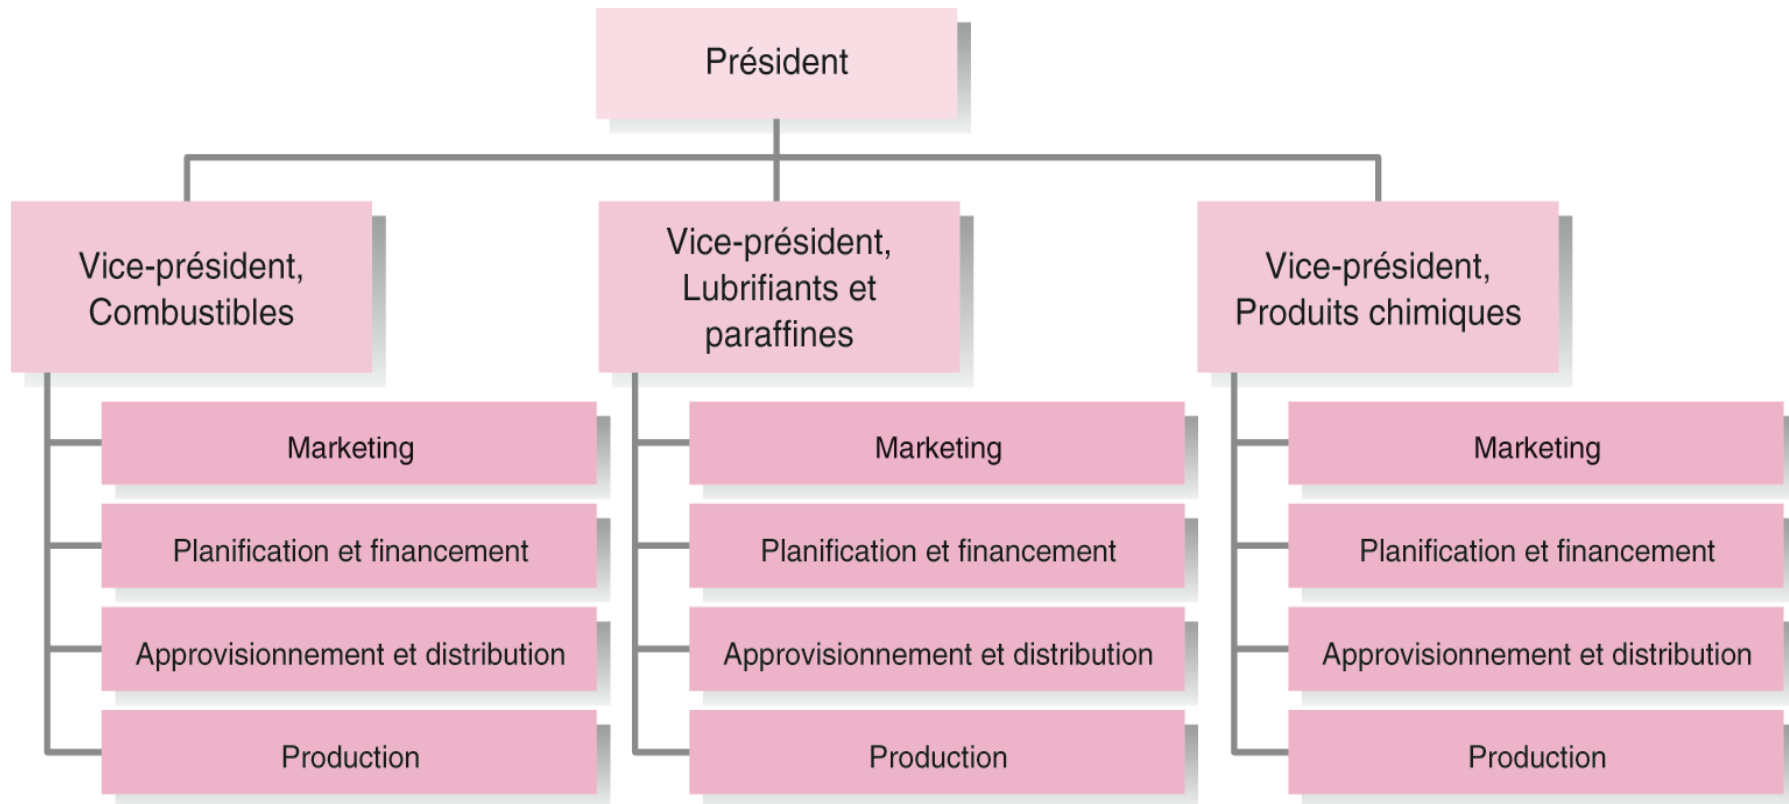 Président
Vice-président,
Combustibles
Vice-président,
Lubrifiants et
paraffines
Vice-président,
Produits chimiques
Marketing
Planification et financement
Approvisionnement et distribution
Production
Marketing
Planification et financement
Approvisionnement et distribution
Production
Marketing
Planification et financement
Approvisionnement et distribution
Production